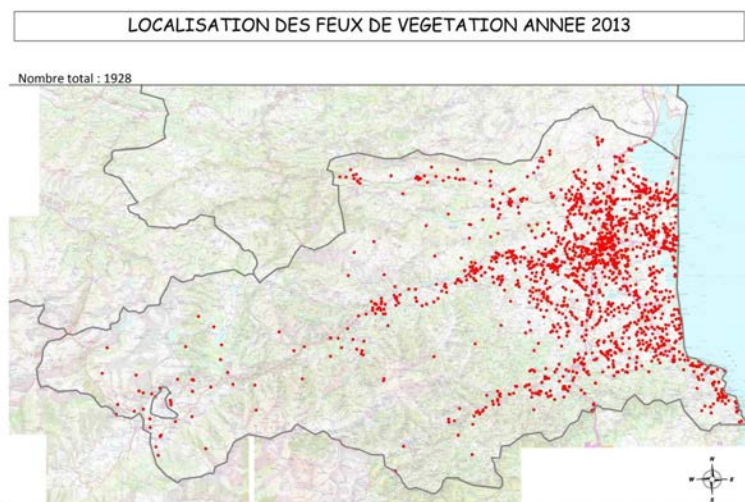 LOCALISATION DES FEUX DE VEGETATION ANNEE 2013
Nombre total : 1928
N
W
E
S